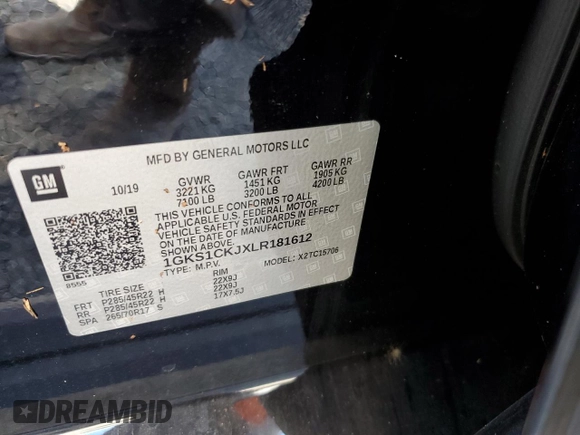 MFD BY GENERAL MOTORS LLC
GM
10/19 GVWR GAWR FRT GAWR RR
3221 KG 1451 KG 1905 KG
7100 LB 3200 LB 4200 LB
THIS VEHICLE CONFORMS TO ALL
APPLICABLE U.S. FEDERAL MOTOR
VEHICLE SAFETY STANDARDS IN EFFECT
ON THE DATE OF MANUFACTURE
SHOWN ABOVE.
1GKS1CKJXLR181612
8555 TYPE: M.P.V. MODEL: X2TC15706
TIRE SIZE RIM
FRT P285/45R22 H 22X9J
RR P285/45R22 H 22X9J
SPA 265/70R17 S 17X7.5J
DREAMBID